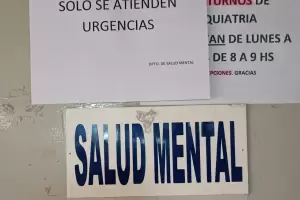 SOLO SE ATIENDEN
URGENCIAS
DPTO. DE SALUD MENTAL
TURNOS DE
QUIATRIA
AN DE LUNES A
DE 8 A 9 HS
PCIONES. GRACIAS
SALUD MENTAL